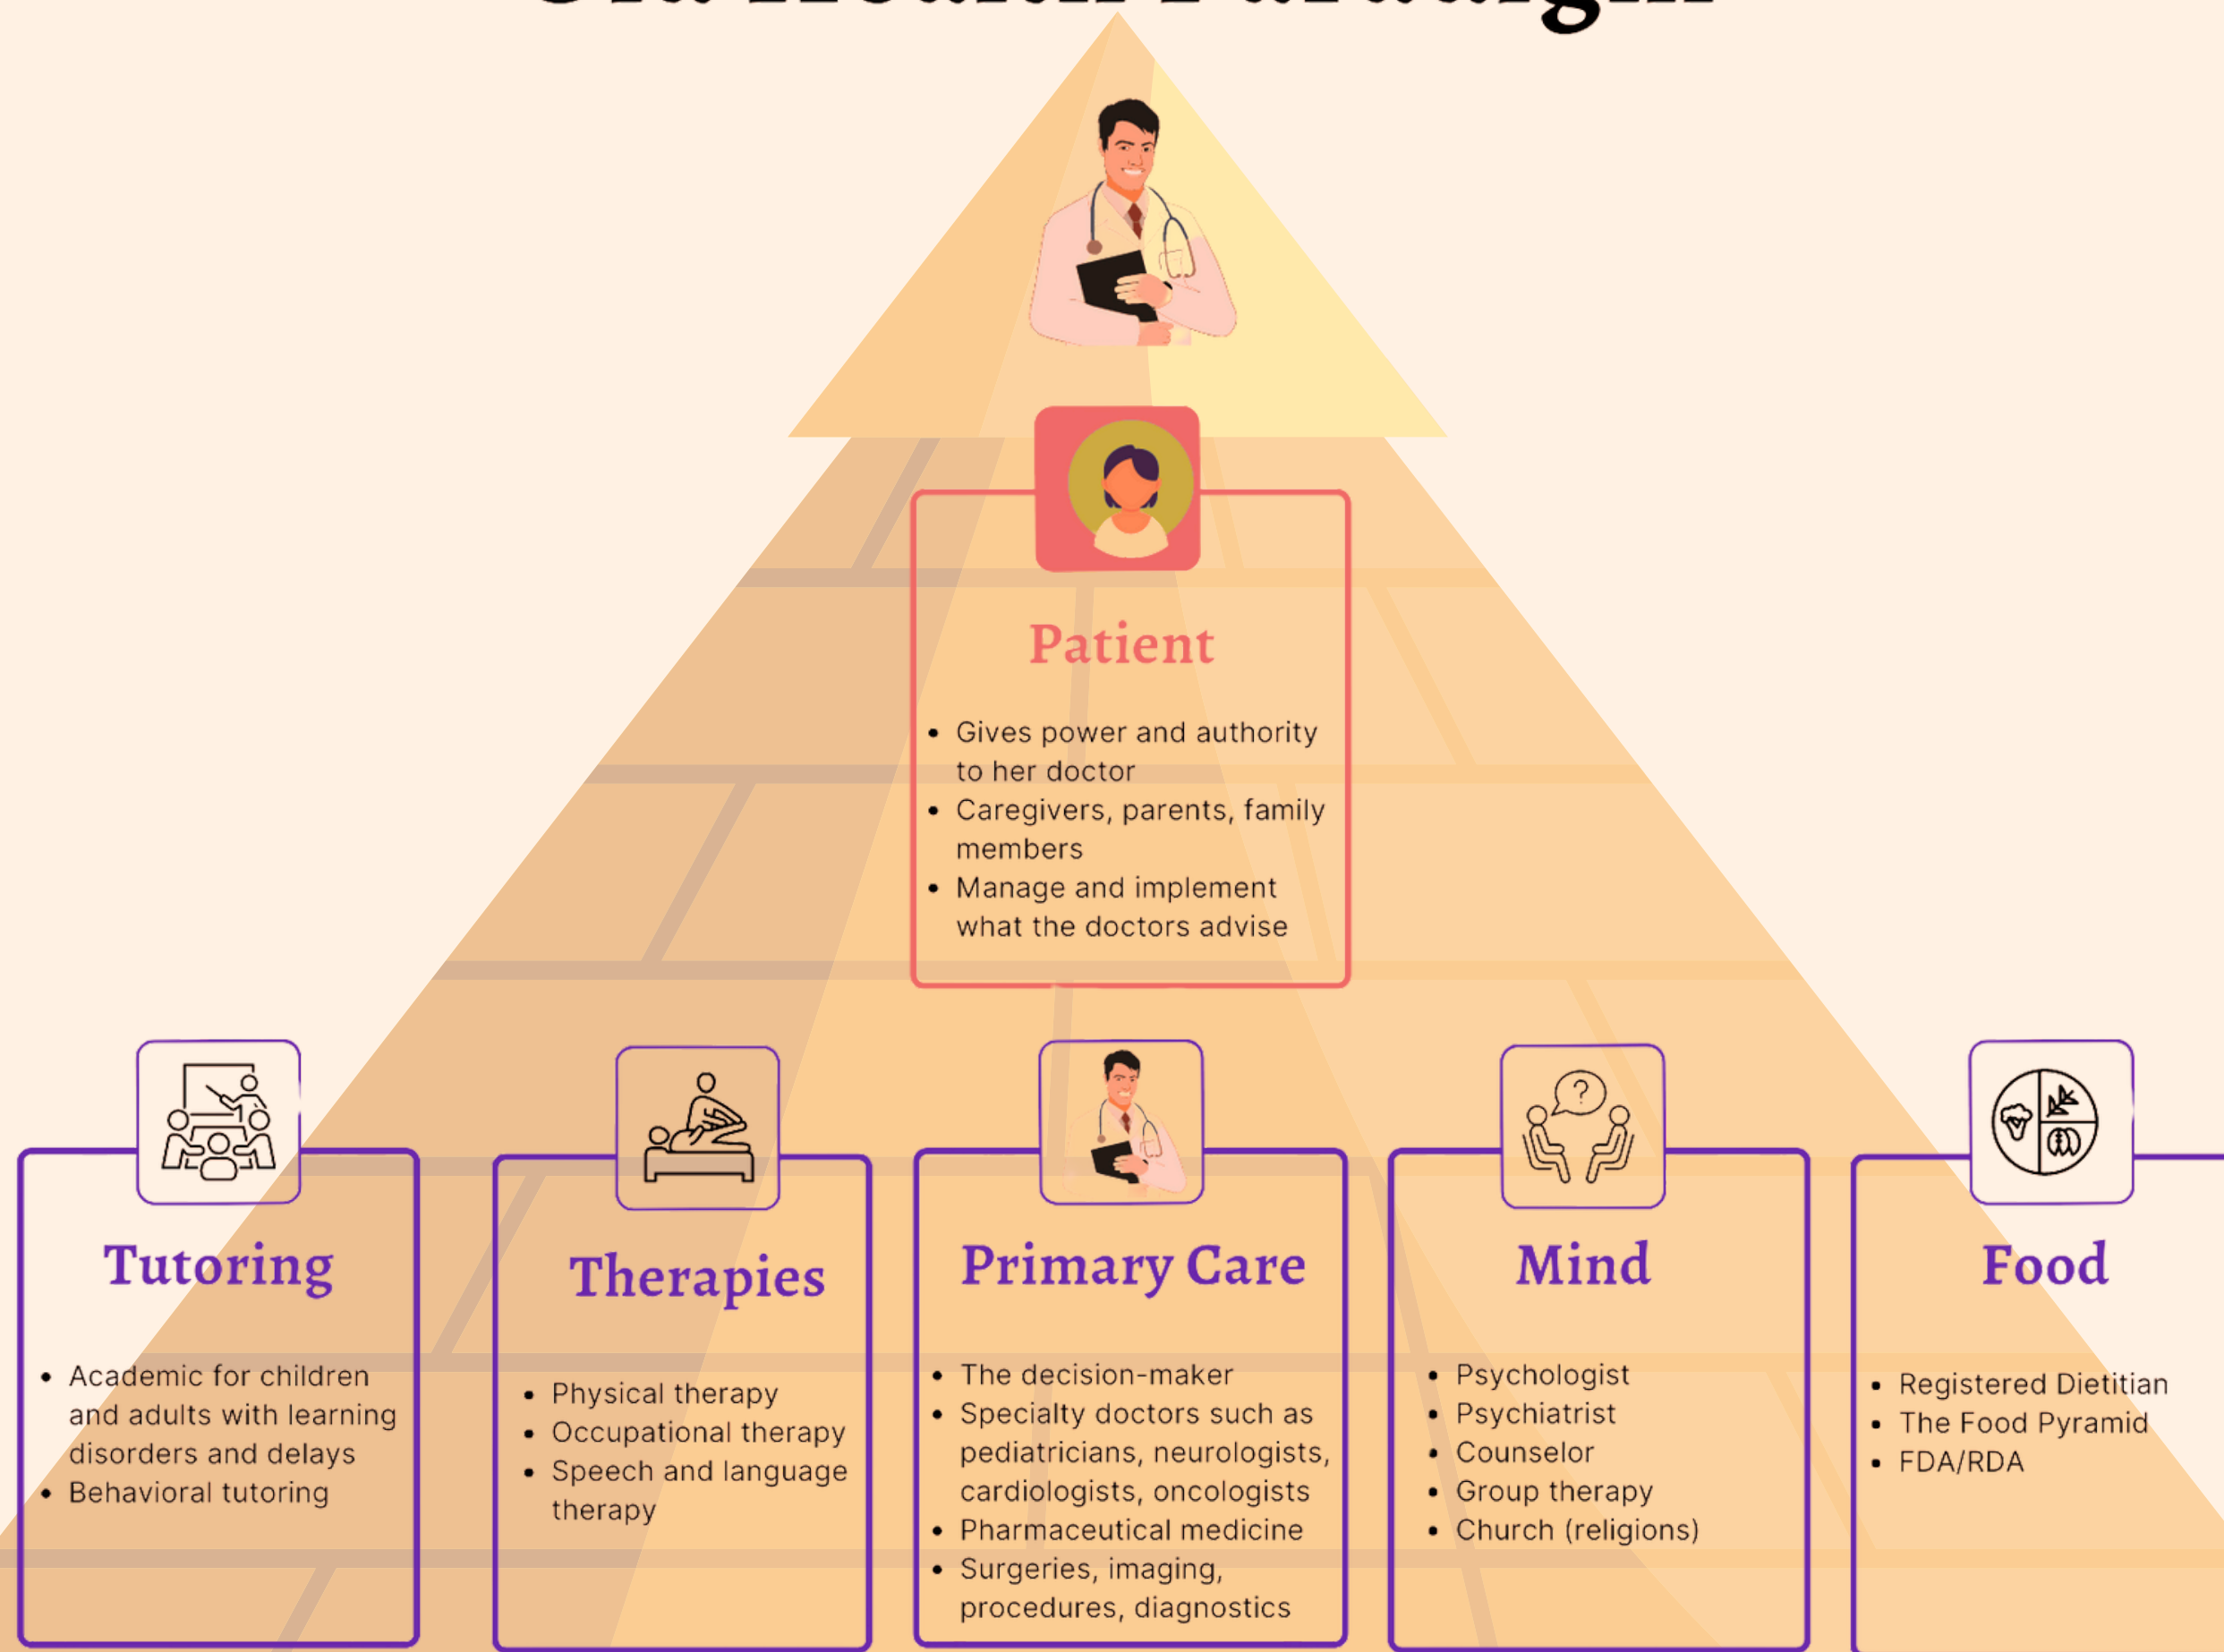 Old Health Paradigm
Patient
• Gives power and authority
to her doctor
• Caregivers, parents, family
members
• Manage and implement
what the doctors advise
Tutoring
• Academic for children
and adults with learning
disorders and delays
• Behavioral tutoring
Therapies
• Physical therapy
• Occupational therapy
• Speech and language
therapy
Primary Care
• The decision-maker
• Specialty doctors such as
pediatricians, neurologists,
cardiologists, oncologists
• Pharmaceutical medicine
• Surgeries, imaging,
procedures, diagnostics
Mind
• Psychologist
• Psychiatrist
• Counselor
• Group therapy
• Church (religions)
Food
• Registered Dietitian
• The Food Pyramid
• FDA/RDA